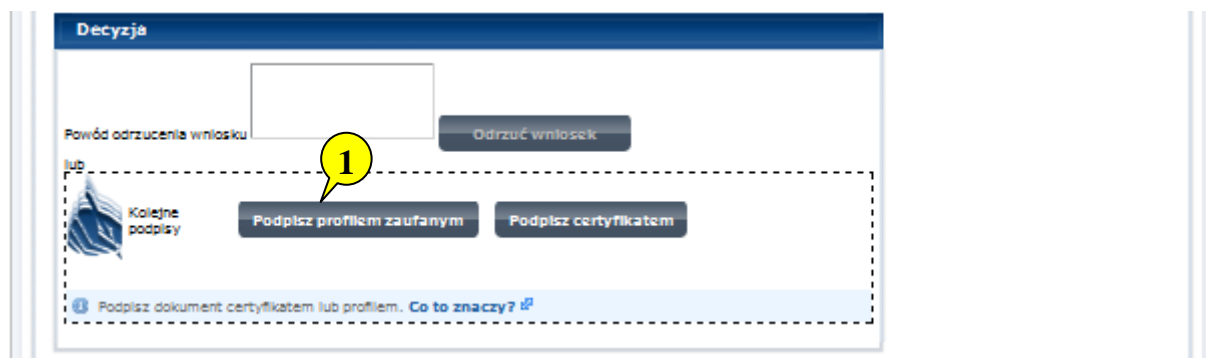 Decyzja
Powód odrzucenia wniosku
Odrzuć wniosek
lub
1
Kolejne
podpisy
Podpisz profilem zaufanym
Podpisz certyfikatem
Podpisz dokument certyfikatem lub profilem. Co to znaczy?